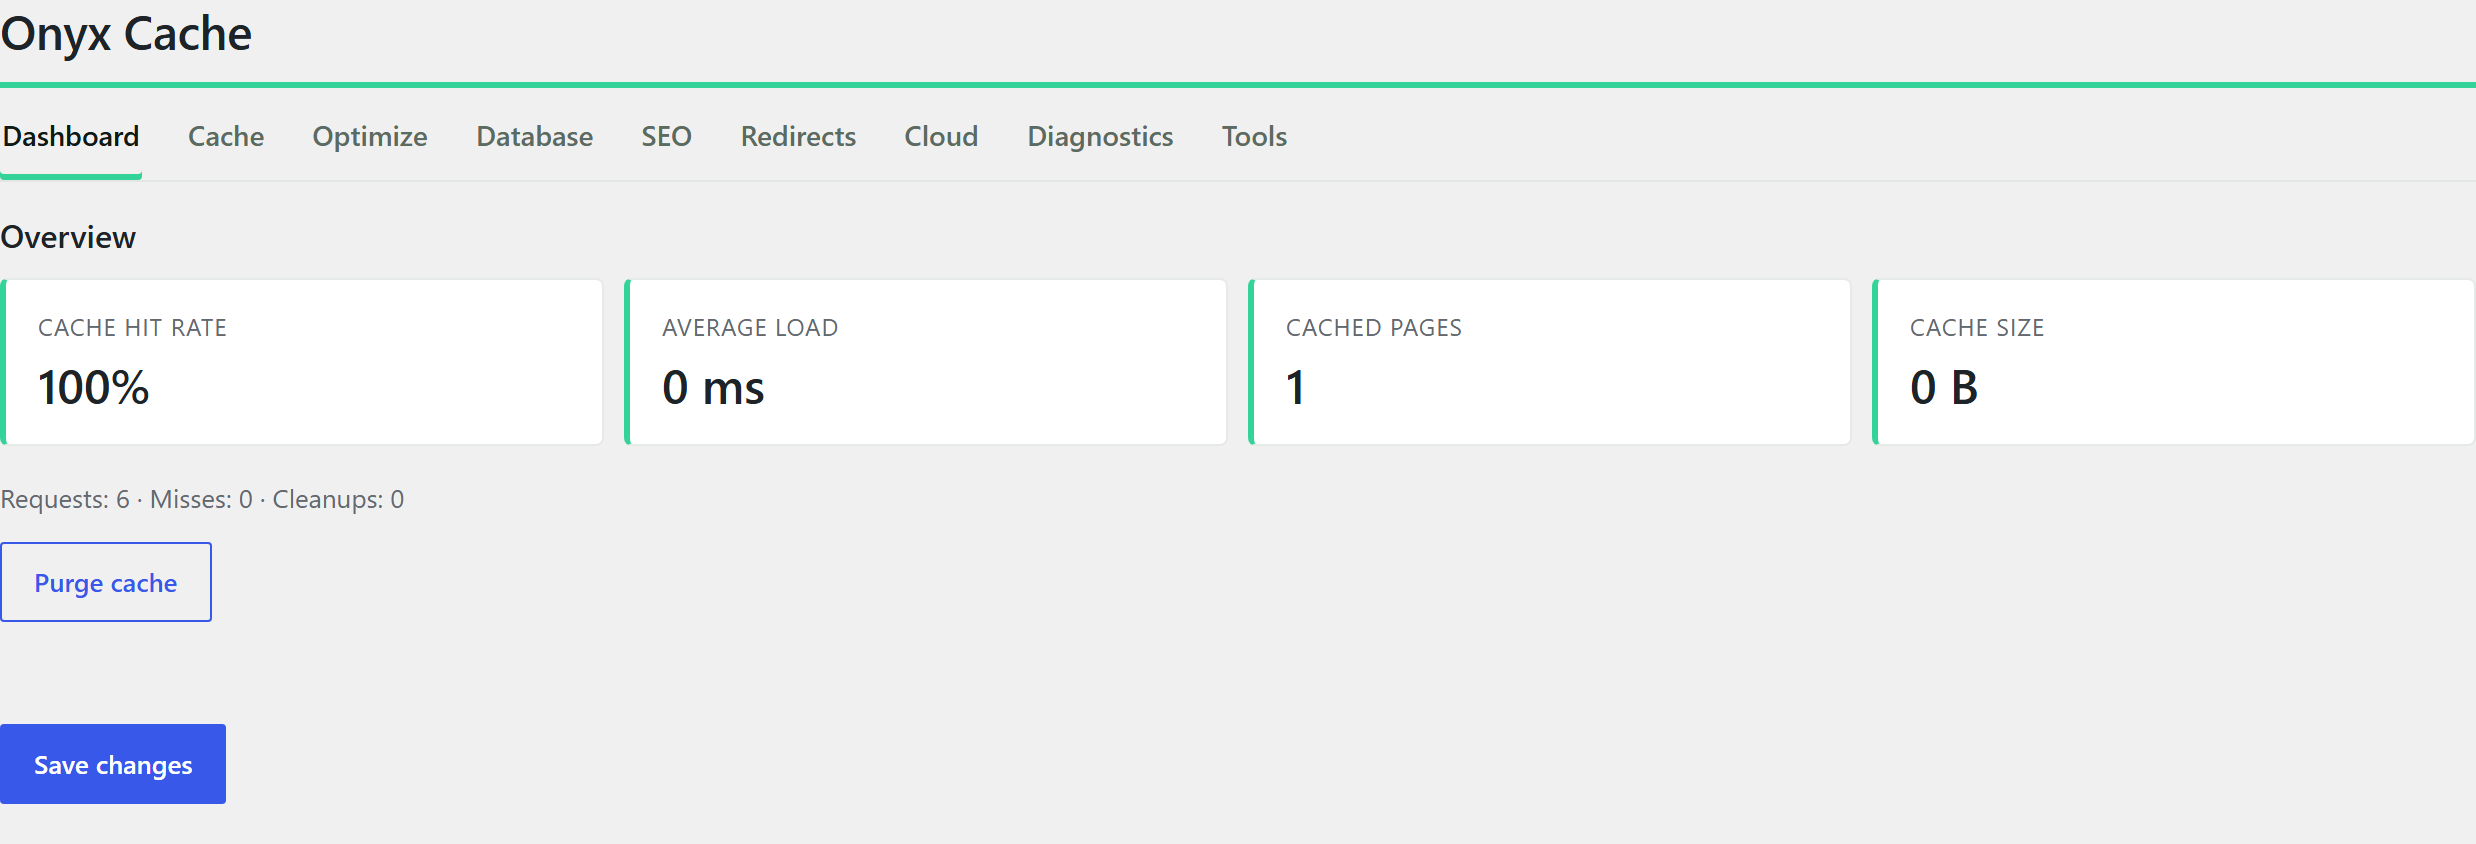 Onyx Cache
Dashboard Cache Optimize Database SEO Redirects Cloud Diagnostics Tools
Overview
CACHE HIT RATE
100%
AVERAGE LOAD
0 ms
CACHED PAGES
1
CACHE SIZE
0 B
Requests: 6 · Misses: 0 · Cleanups: 0
Purge cache
Save changes